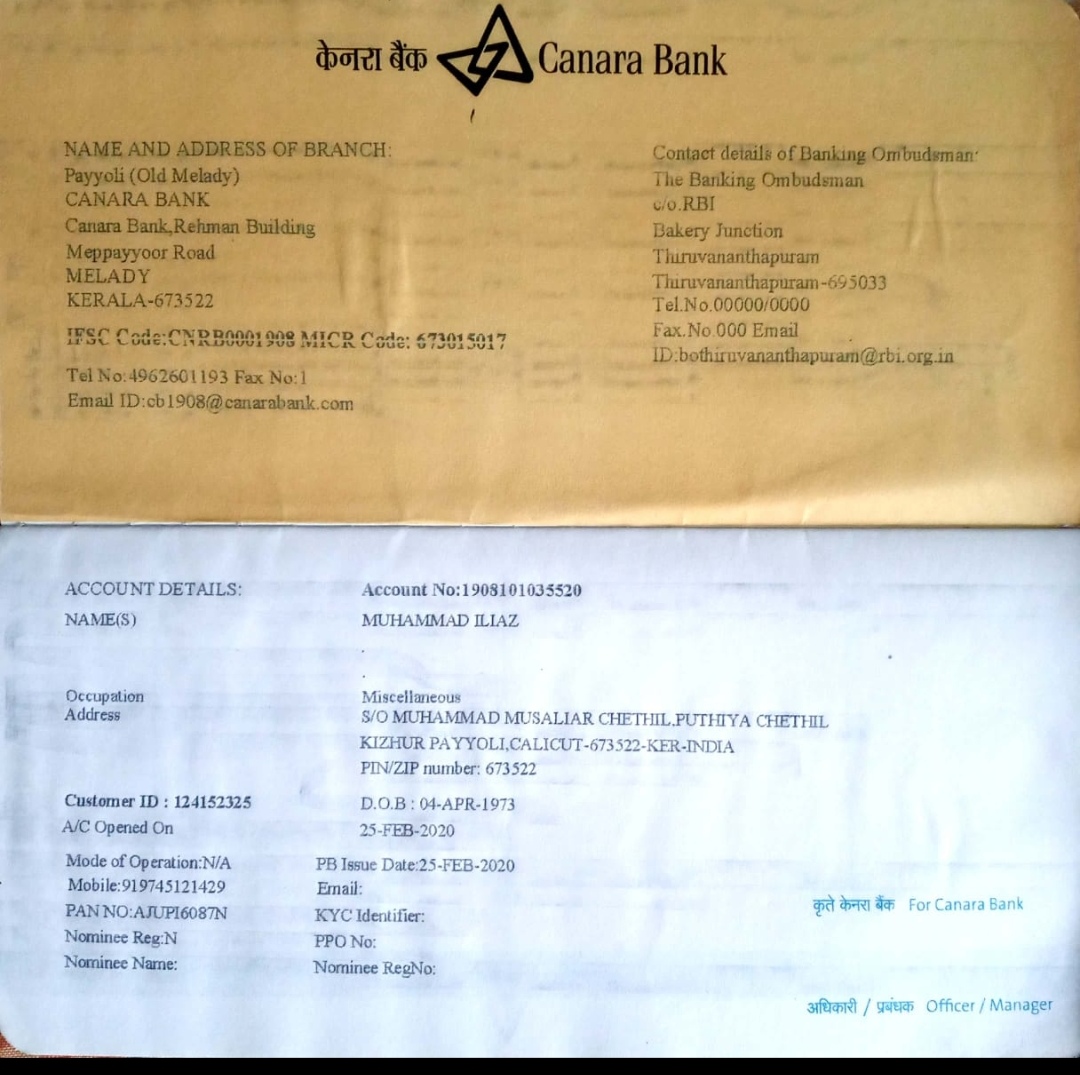 केनरा बैंक Canara Bank
NAME AND ADDRESS OF BRANCH:
Payyoli (Old Melady)
CANARA BANK
Canara Bank,Rehman Building
Meppayyoor Road
MELADY
KERALA-673522
IFSC Code:CNRB0001908 MICR Code: 673015017
Tel No:4962601193 Fax No:1
Email ID:cb1908@canarabank.com
Contact details of Banking Ombudsman:
The Banking Ombudsman
c/o.RBI
Bakery Junction
Thiruvananthapuram
Thiruvananthapuram-695033
Tel.No.00000/0000
Fax.No.000 Email
ID:bothiruvananthapuram@rbi.org.in
ACCOUNT DETAILS: Account No:1908101035520
NAME(S) MUHAMMAD ILIAZ
Occupation Miscellaneous
Address S/O MUHAMMAD MUSALIAR CHETHIL,PUTHIYA CHETHIL
KIZHUR PAYYOLI,CALICUT-673522-KER-INDIA
PIN/ZIP number: 673522
Customer ID : 124152325 D.O.B : 04-APR-1973
A/C Opened On 25-FEB-2020
Mode of Operation:N/A PB Issue Date:25-FEB-2020
Mobile:919745121429 Email:
PAN NO:AJUPI6087N KYC Identifier:
Nominee Reg:N PPO No:
Nominee Name: Nominee RegNo:
कृते केनरा बैंक For Canara Bank
अधिकारी / प्रबंधक Officer / Manager